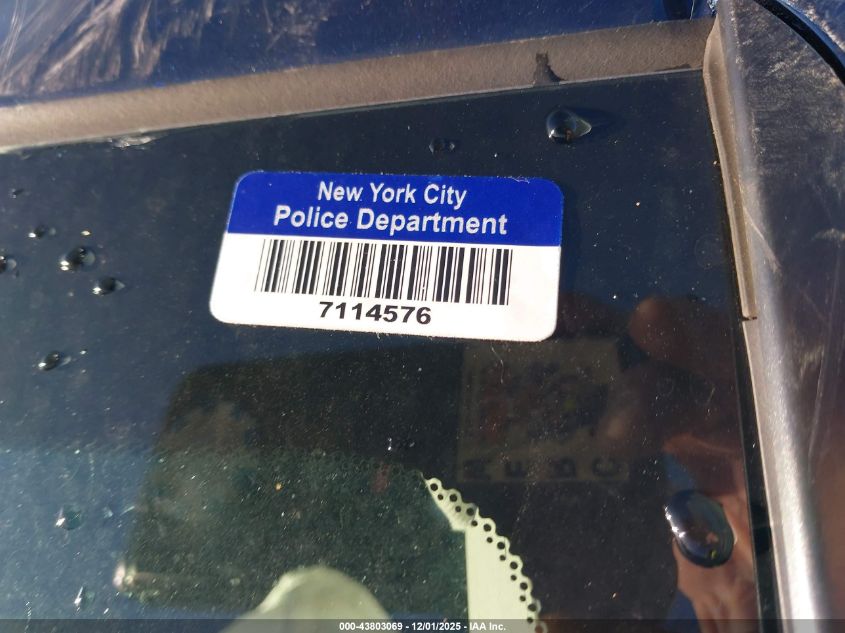 New York City
Police Department
7114576
000-43803069 • 12/01/2025 • IAA Inc.